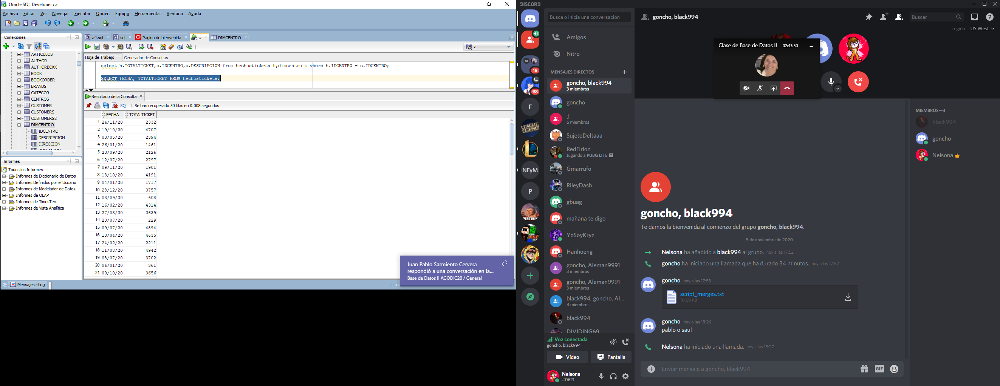 Oracle SQL Developer : a
Archivo Editar Ver Navegar Ejecutar Origen Equipo Herramientas Ventana Ayuda
Conexiones
ARTICULOS
AUTHOR
AUTHORBOKK
BOOK
BOOKORDER
BRANDS
CATEGOR
CENTROS
CUSTOMER
CUSTOMERS
CUSTOMERS2
DIMCENTRO
IDCENTRO
DESCRIPCION
DIRECCION
Informes
Todos los Informes
Informes de Diccionario de Datos
Informes Definidos por el Usuario
Informes de Modelador de Datos
Informes de OLAP
Informes de TimesTen
Informes de Vista Analítica
Mensajes - Log
a4.sql sql Página de bienvenida a DIMCENTRO
a
Hoja de Trabajo Generador de Consultas
select h.TOTALTICKET,c.IDCENTRO,c.DESCRIPCION from hechostickets h,dimcentro c where h.IDCENTRO = c.IDCENTRO;
SELECT FECHA, TOTALTICKET FROM hechostickets;
Resultado de la Consulta
SQL | Se han recuperado 50 filas en 0.008 segundos
FECHA TOTALTICKET
1 24/11/20 2332
2 19/10/20 4707
3 03/05/20 2394
4 26/01/20 1461
5 23/09/20 2126
6 12/07/20 2797
7 09/11/20 1901
8 13/10/20 4191
9 04/01/20 1717
10 28/12/20 3757
11 03/09/20 608
12 16/02/20 4314
13 27/03/20 2639
14 20/07/20 229
15 09/07/20 4894
16 13/04/20 4635
17 24/02/20 2211
18 11/08/20 4942
19 08/07/20 3702
20 06/01/20 361
21 09/10/20 3656
Juan Pablo Sarmiento Cervera
respondió a una conversación en la...
Base de Datos II AGODIC20 / General
DISCORD
16
98
F
LEAGUE
NFyM
P
Busca o inicia una conversación
Amigos
Nitro
MENSAJES DIRECTOS
goncho, black994
3 miembros
goncho
]
6 miembros
SujetoDeltaaa
RedFirion
Jugando a PUBG LITE
Gmarrufo
RileyDash
gbuag
mañana te digo
YoSoyKryz
Hanhoeng
goncho, Aleman9991
3 miembros
goncho, Aleman9991
3 miembros
black994, goncho, Al...
4 miembros
black994
DIVIDING69
Voz conectada
goncho, black994
Vídeo Pantalla
Nelsona
#0621
goncho, black994
Buscar
región US West
Clase de Base de Datos II 02:43:50
goncho, black994
Te damos la bienvenida al comienzo del grupo goncho, black994.
5 de noviembre de 2020
Nelsona ha añadido a black994 al grupo. hoy a las 17:52
goncho ha iniciado una llamada que ha durado 34 minutos. hoy a las 17:52
goncho hoy a las 17:53
script_merges.txt
10.69 KB
goncho hoy a las 18:26
pablo o saul
Nelsona ha iniciado una llamada. hoy a las 18:27
Enviar mensaje a goncho, black994
GIF
MIEMBROS—3
black994
goncho
Nelsona